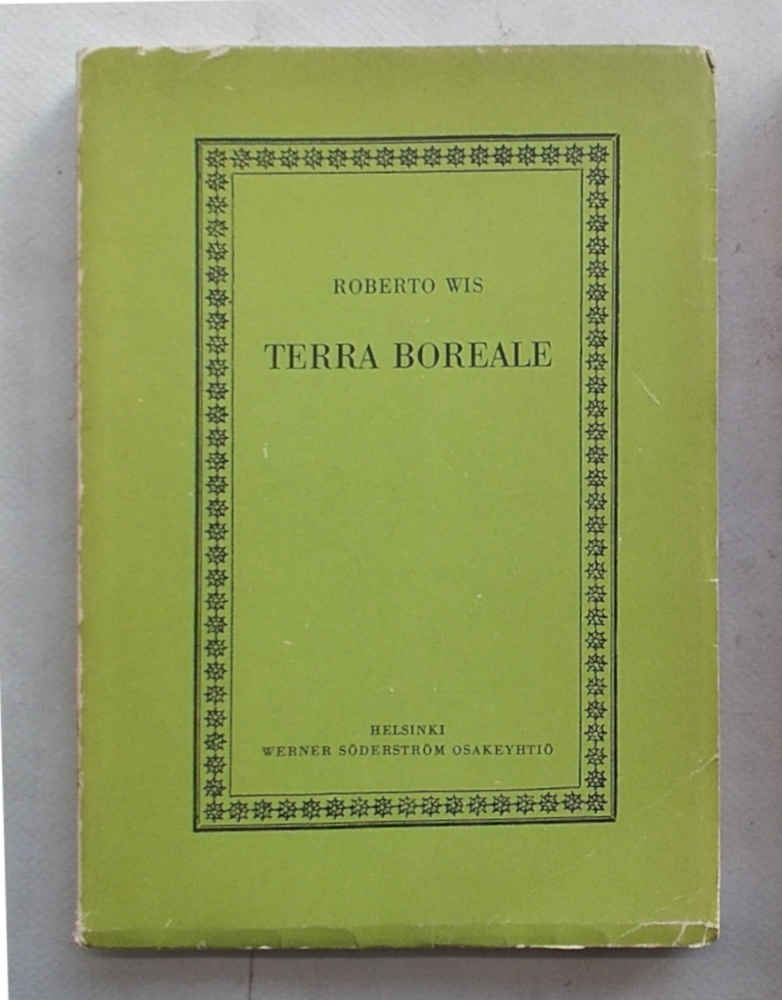 ROBERTO WIS
TERRA BOREALE
HELSINKI
WERNER SÖDERSTRÖM OSAKEYHTIÖ